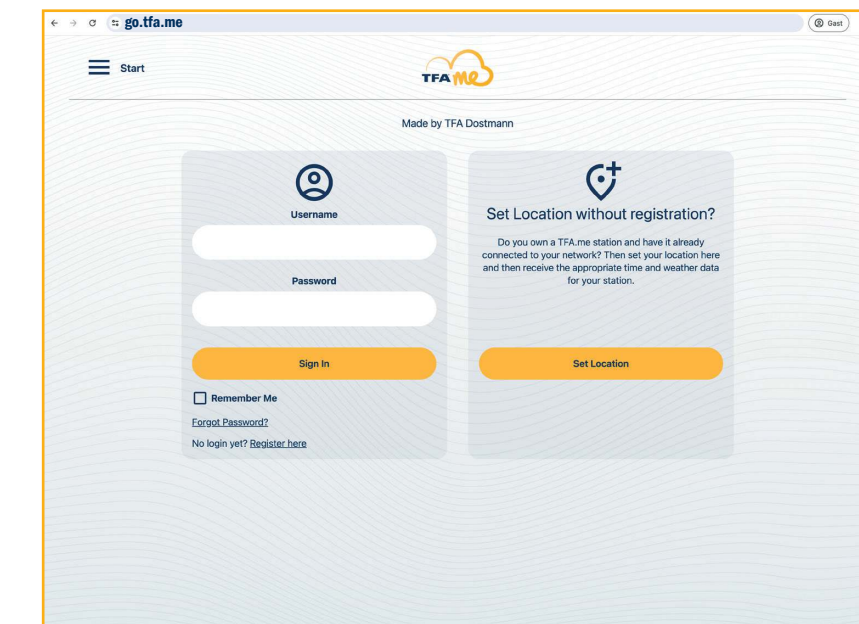 go.tfa.me
Gast
Start
TFA me
Made by TFA Dostmann
Username
Password
Sign In
Remember Me
Forgot Password?
No login yet? Register here
Set Location without registration?
Do you own a TFA.me station and have it already
connected to your network? Then set your location here
and then receive the appropriate time and weather data
for your station.
Set Location